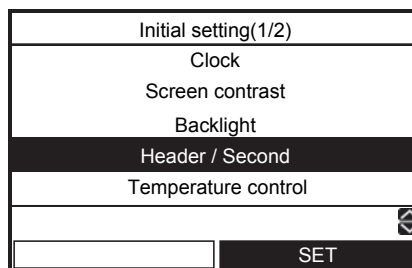 Initial setting(1/2)
Clock
Screen contrast
Backlight
Header / Second
Temperature control
SET